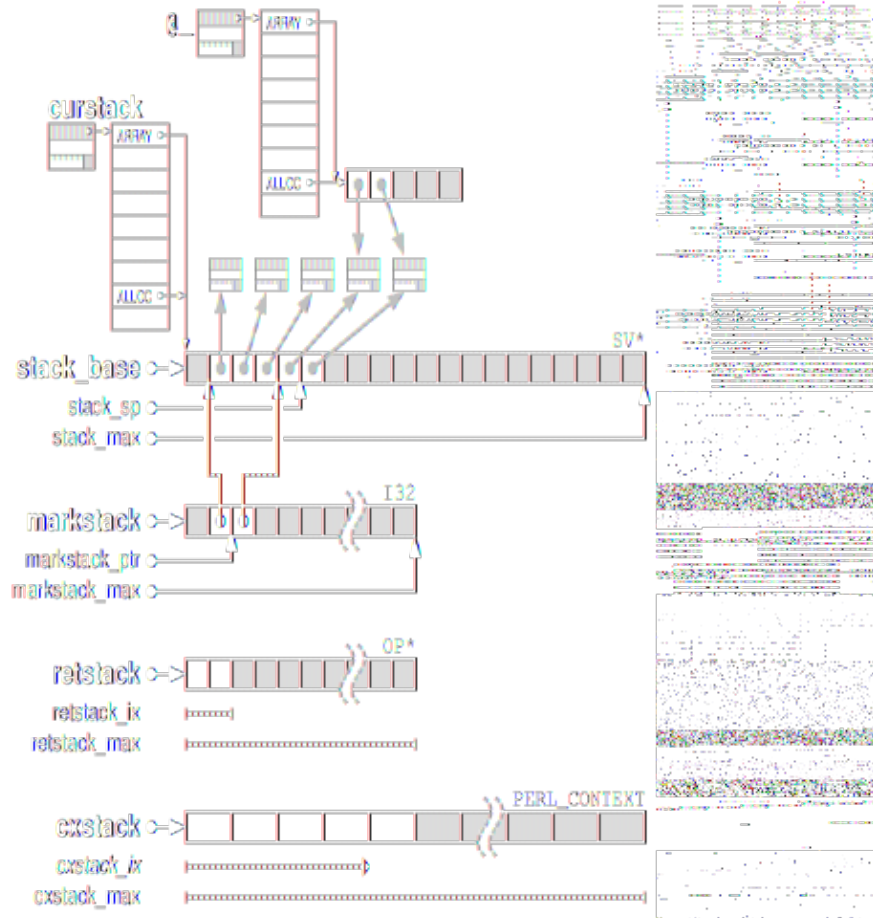 a
ARRAY
curstack
ARRAY
ALLOC
ALLOC
SV*
stack_base
stack_sp
stack_max
I32
markstack
markstack_ptr
markstack_max
OP*
retstack
retstack_ix
retstack_max
PERL_CONTEXT
cxstack
cxstack_ix
cxstack_max